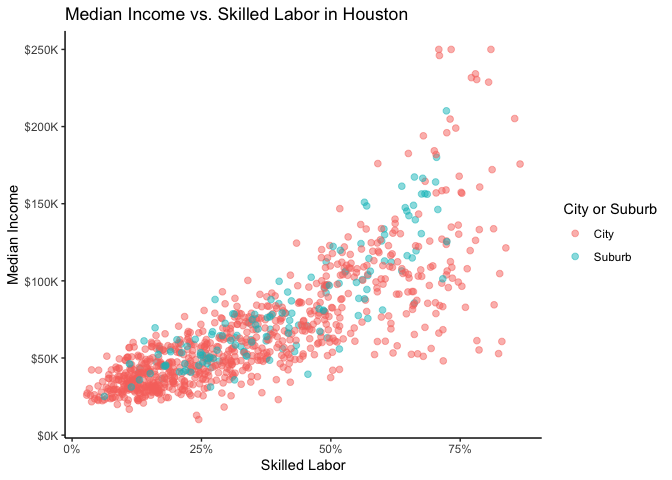 Median Income vs. Skilled Labor in Houston
$250K
$200K
$150K
$100K
$50K
$0K
Median Income
0%
25%
50%
75%
Skilled Labor
City or Suburb
City
Suburb